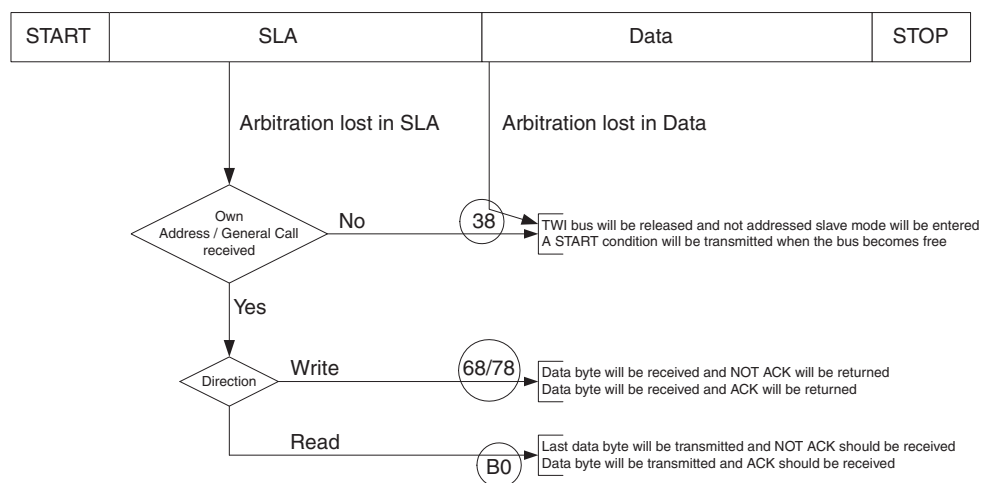 START SLA Data STOP
Arbitration lost in SLA Arbitration lost in Data
Own
Address / General Call
received
No
38
TWI bus will be released and not addressed slave mode will be entered
A START condition will be transmitted when the bus becomes free
Yes
Direction
Write
68/78
Data byte will be received and NOT ACK will be returned
Data byte will be received and ACK will be returned
Read
B0
Last data byte will be transmitted and NOT ACK should be received
Data byte will be transmitted and ACK should be received